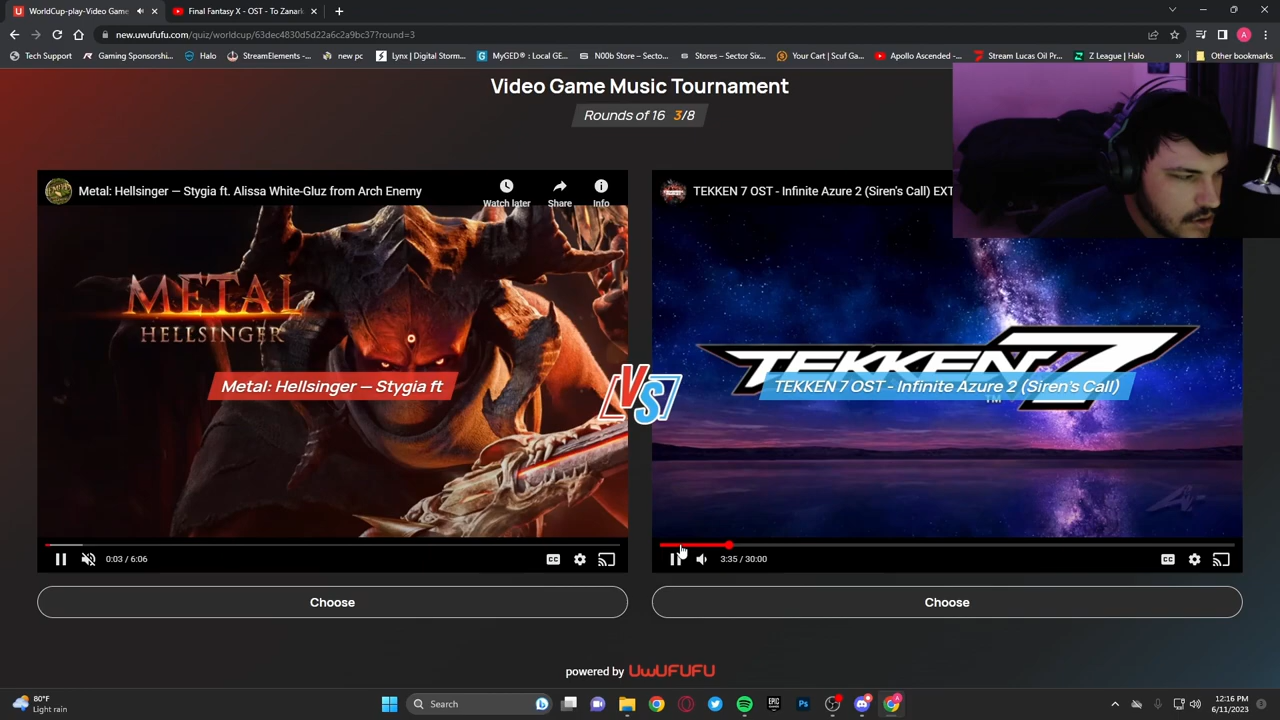 WorldCup-play-Video Game
Final Fantasy X - OST - To Zanark
new.uwufufu.com/quiz/worldcup/63dec4830d5d22a6c2a9bc37?round=3
Tech Support
Gaming Sponsorshi...
Halo
StreamElements -...
new pc
Lynx | Digital Storm...
MyGED® : Local GE...
N00b Store – Secto...
Stores – Sector Six...
Your Cart | Scuf Ga...
Apollo Ascended -...
Stream Lucas Oil Pr...
Z League | Halo
Other bookmarks
Video Game Music Tournament
Rounds of 16 3/8
Metal: Hellsinger — Stygia ft. Alissa White-Gluz from Arch Enemy
Watch later
Share
Info
TEKKEN 7 OST - Infinite Azure 2 (Siren's Call) EXT
METAL
HELLSINGER
TEKKEN 7
TM
Metal: Hellsinger — Stygia ft
VS
TEKKEN 7 OST - Infinite Azure 2 (Siren's Call)
0:03 / 6:06
CC
3:35 / 30:00
CC
Choose
Choose
powered by UwUFUFU
80°F
Light rain
Search
EPIC
Ps
12:16 PM
6/11/2023